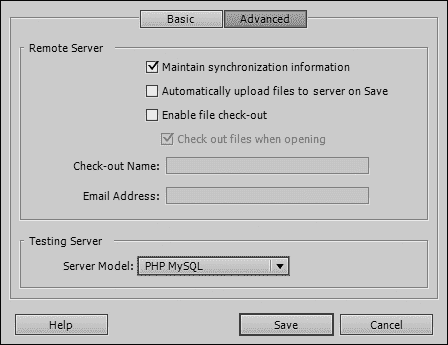 Basic Advanced
Remote Server
Maintain synchronization information
Automatically upload files to server on Save
Enable file check-out
Check out files when opening
Check-out Name:
Email Address:
Testing Server
Server Model: PHP MySQL
Help Save Cancel